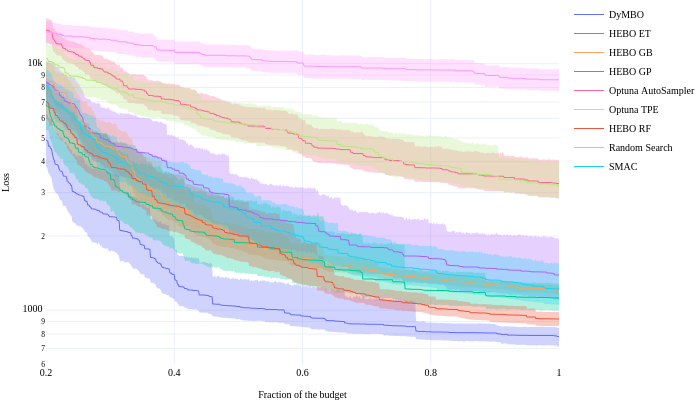 10k
9
8
7
6
5
4
3
2
1000
9
8
7
6
Loss
0.2
0.4
0.6
0.8
1
Fraction of the budget
DyMBO
HEBO ET
HEBO GB
HEBO GP
Optuna AutoSampler
Optuna TPE
HEBO RF
Random Search
SMAC